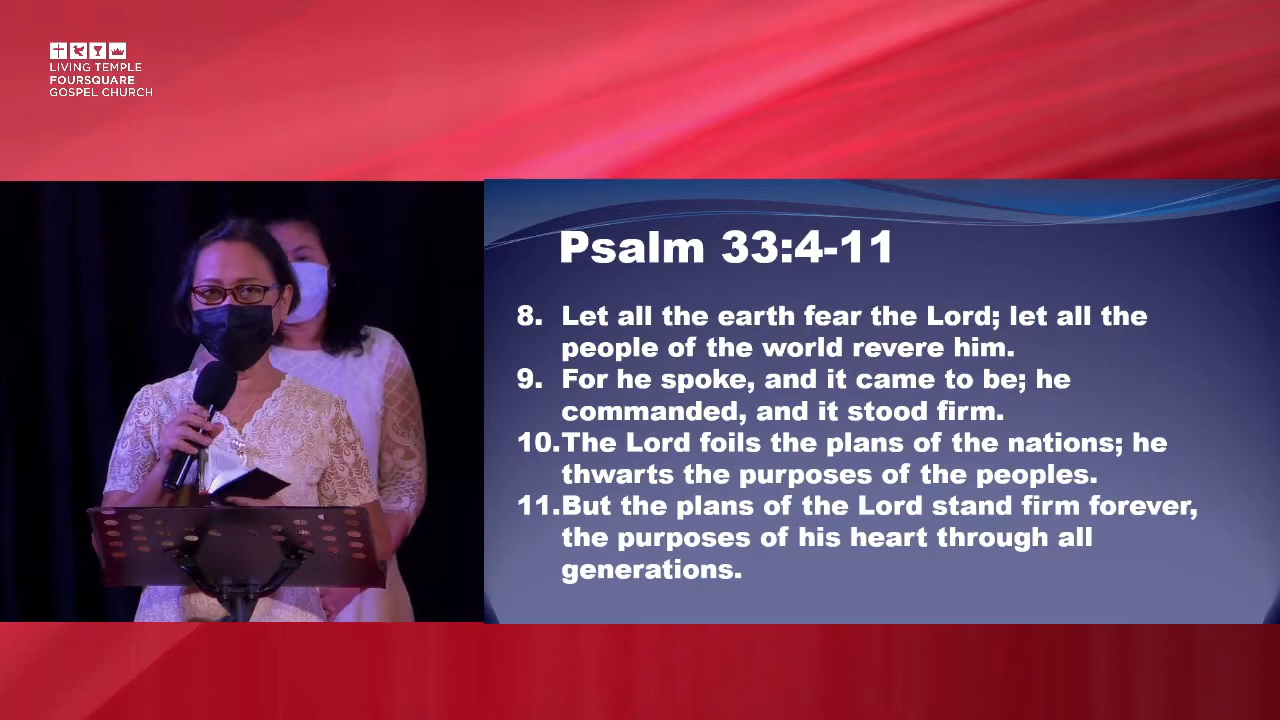 LIVING TEMPLE
FOURSQUARE
GOSPEL CHURCH
Psalm 33:4-11
8. Let all the earth fear the Lord; let all the
people of the world revere him.
9. For he spoke, and it came to be; he
commanded, and it stood firm.
10.The Lord foils the plans of the nations; he
thwarts the purposes of the peoples.
11.But the plans of the Lord stand firm forever,
the purposes of his heart through all
generations.